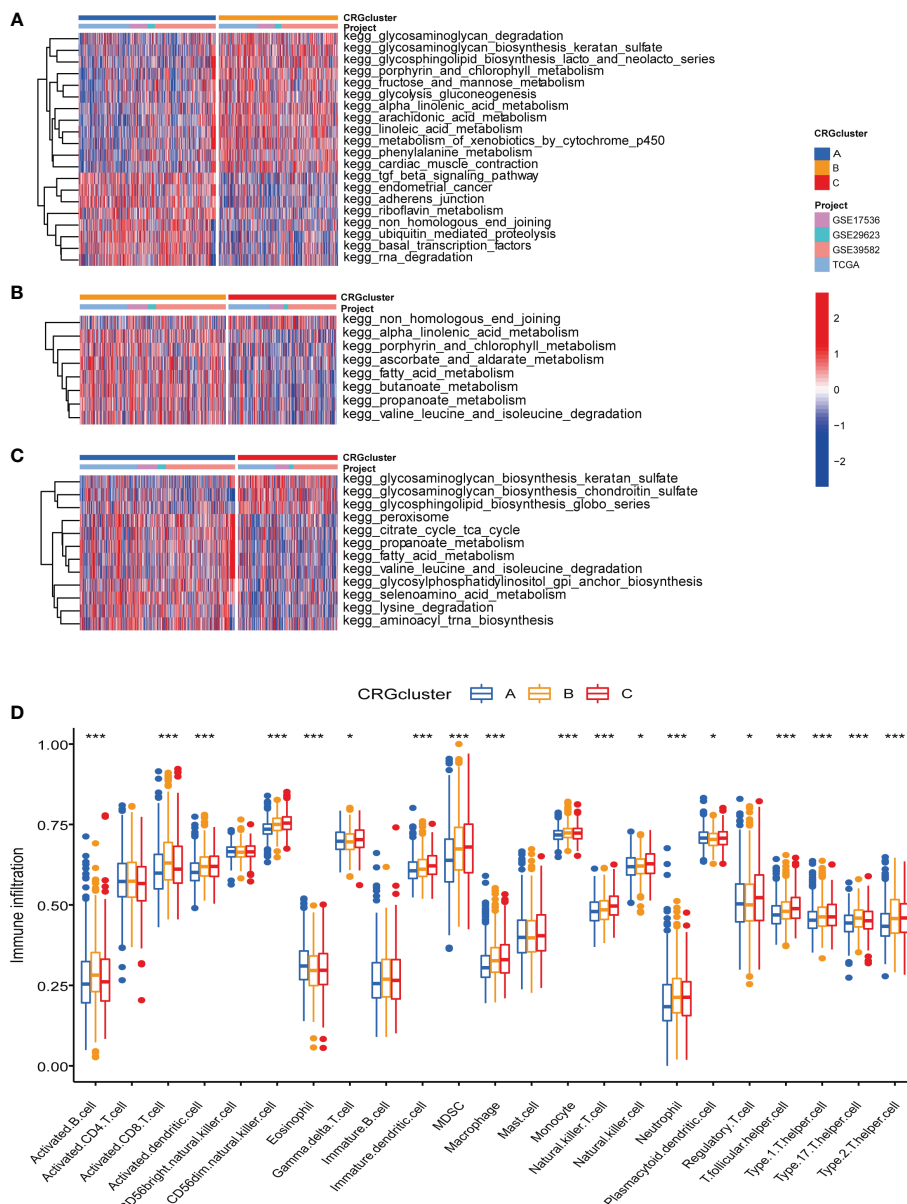 A
CRGcluster
Project
kegg_glycosaminoglycan_degradation
kegg_glycosaminoglycan_biosynthesis_keratan_sulfate
kegg_glycosphingolipid_biosynthesis_lacto_and_neolacto_series
kegg_porphyrin_and_chlorophyll_metabolism
kegg_fructose_and_mannose_metabolism
kegg_glycolysis_gluconeogenesis
kegg_alpha_linolenic_acid_metabolism
kegg_arachidonic_acid_metabolism
kegg_linoleic_acid_metabolism
kegg_metabolism_of_xenobiotics_by_cytochrome_p450
kegg_phenylalanine_metabolism
kegg_cardiac_muscle_contraction
kegg_tgf_beta_signaling_pathway
kegg_endometrial_cancer
kegg_adherens_junction
kegg_riboflavin_metabolism
kegg_non_homologous_end_joining
kegg_ubiquitin_mediated_proteolysis
kegg_basal_transcription_factors
kegg_rna_degradation
CRGcluster
A
B
C
Project
GSE17536
GSE29623
GSE39582
TCGA
2
1
0
−1
−2
B
CRGcluster
Project
kegg_non_homologous_end_joining
kegg_alpha_linolenic_acid_metabolism
kegg_porphyrin_and_chlorophyll_metabolism
kegg_ascorbate_and_aldarate_metabolism
kegg_fatty_acid_metabolism
kegg_butanoate_metabolism
kegg_propanoate_metabolism
kegg_valine_leucine_and_isoleucine_degradation
C
CRGcluster
Project
kegg_glycosaminoglycan_biosynthesis_keratan_sulfate
kegg_glycosaminoglycan_biosynthesis_chondroitin_sulfate
kegg_glycosphingolipid_biosynthesis_globo_series
kegg_peroxisome
kegg_citrate_cycle_tca_cycle
kegg_propanoate_metabolism
kegg_fatty_acid_metabolism
kegg_valine_leucine_and_isoleucine_degradation
kegg_glycosylphosphatidylinositol_gpi_anchor_biosynthesis
kegg_selenoamino_acid_metabolism
kegg_lysine_degradation
kegg_aminoacyl_trna_biosynthesis
D
CRGcluster A B C
*** *** *** *** *** * *** *** *** *** *** * *** * * *** *** *** ***
Immune infiltration
1.00
0.75
0.50
0.25
0.00
Activated.B.cell
Activated.CD4.T.cell
Activated.CD8.T.cell
Activated.dendritic.cell
CD56bright.natural.killer.cell
CD56dim.natural.killer.cell
Eosinophil
Gamma.delta.T.cell
Immature.B.cell
Immature.dendritic.cell
MDSC
Macrophage
Mast.cell
Monocyte
Natural.killer.T.cell
Natural.killer.cell
Neutrophil
Plasmacytoid.dendritic.cell
Regulatory.T.cell
T.follicular.helper.cell
Type.1.T.helper.cell
Type.17.T.helper.cell
Type.2.T.helper.cell